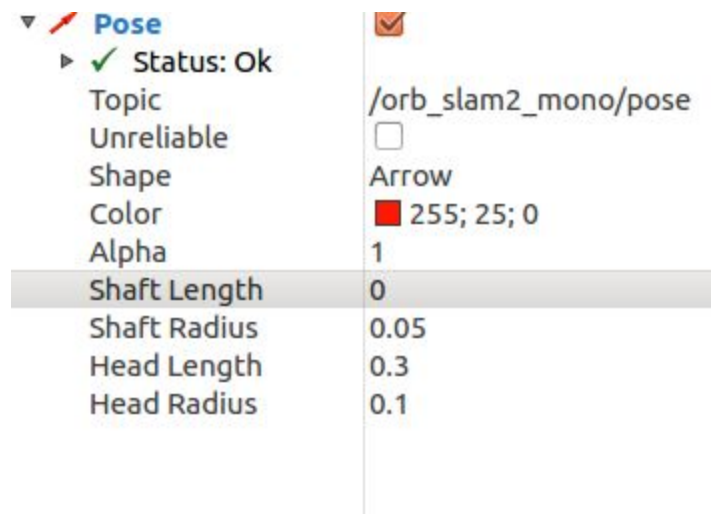 Pose
Status: Ok
Topic /orb_slam2_mono/pose
Unreliable
Shape Arrow
Color 255; 25; 0
Alpha 1
Shaft Length 0
Shaft Radius 0.05
Head Length 0.3
Head Radius 0.1